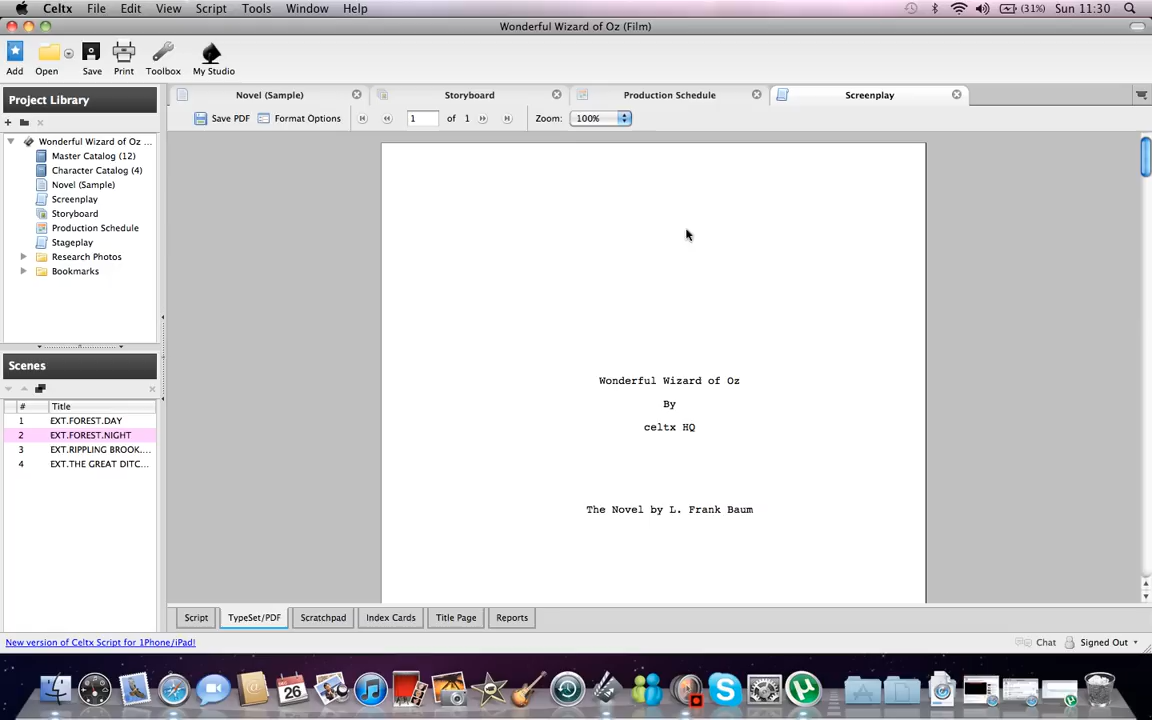 Celtx File Edit View Script Tools Window Help (31%) Sun 11:30
Wonderful Wizard of Oz (Film)
Add Open Save Print Toolbox My Studio
Project Library
Novel (Sample) Storyboard Production Schedule Screenplay
Save PDF Format Options 1 of 1 Zoom: 100%
Wonderful Wizard of Oz ...
Master Catalog (12)
Character Catalog (4)
Novel (Sample)
Screenplay
Storyboard
Production Schedule
Stageplay
Research Photos
Bookmarks
Scenes
# Title
1 EXT.FOREST.DAY
2 EXT.FOREST.NIGHT
3 EXT.RIPPLING BROOK....
4 EXT.THE GREAT DITC...
Wonderful Wizard of Oz
By
celtx HQ
The Novel by L. Frank Baum
Script TypeSet/PDF Scratchpad Index Cards Title Page Reports
New version of Celtx Script for iPhone/iPad! Chat Signed Out
26